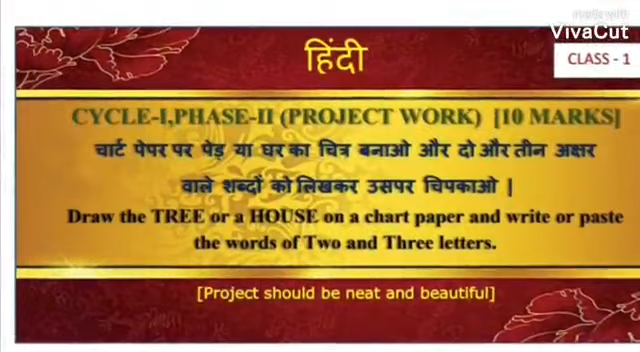 made with
VivaCut
हिंदी
CLASS - 1
CYCLE-I,PHASE-II (PROJECT WORK) [10 MARKS]
चार्ट पेपर पर पेड़ या घर का चित्र बनाओ और दो और तीन अक्षर
वाले शब्दों को लिखकर उसपर चिपकाओ |
Draw the TREE or a HOUSE on a chart paper and write or paste
the words of Two and Three letters.
[Project should be neat and beautiful]